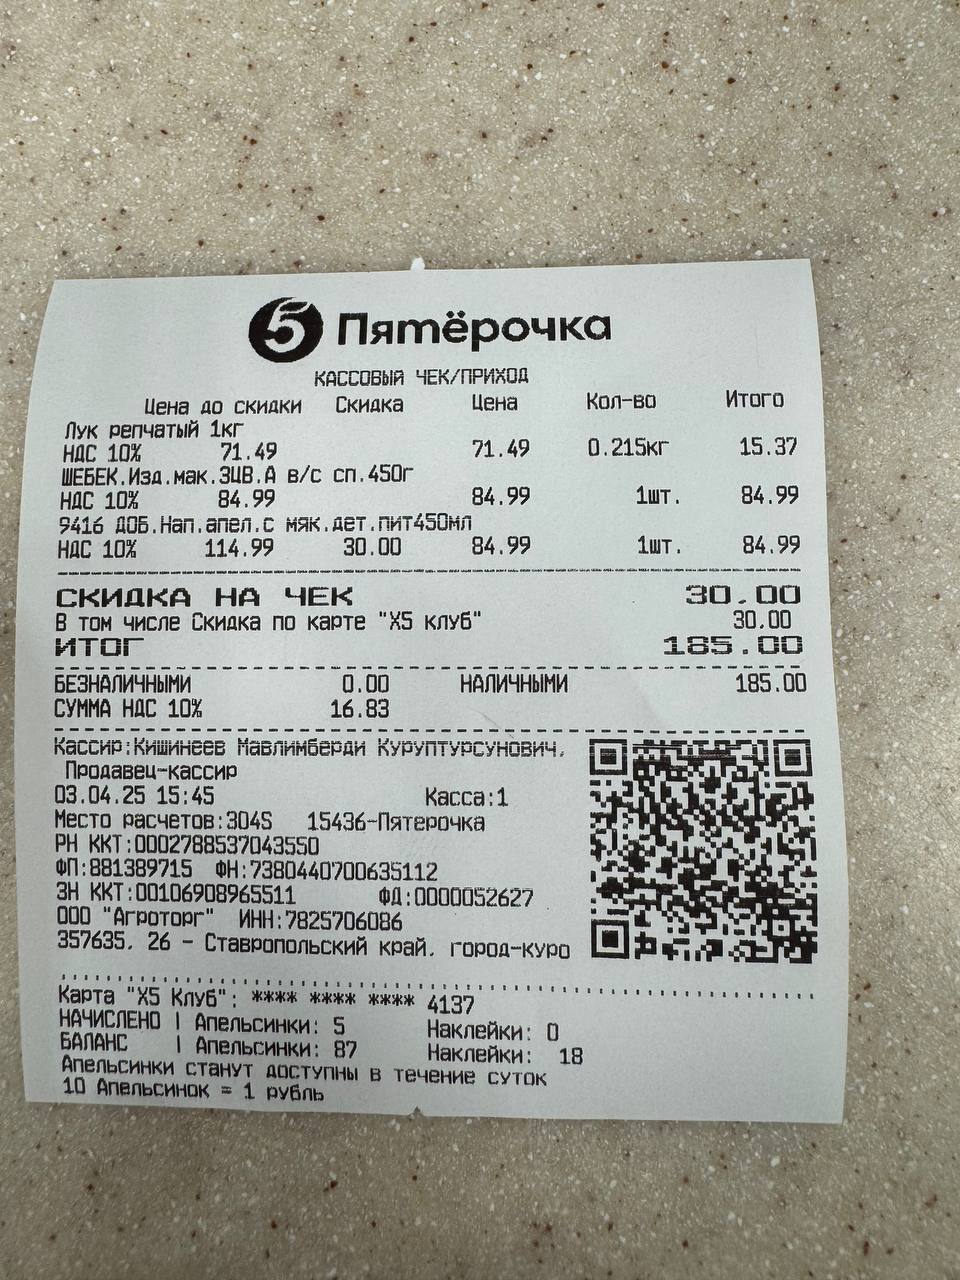 5 Пятёрочка
КАССОВЫЙ ЧЕК/ПРИХОД
Цена до скидки Скидка Цена Кол-во Итого
Лук репчатый 1кг
НДС 10% 71.49 71.49 0.215кг 15.37
ШЕБЕК.Изд.мак.ЗЦВ.А в/с сп.450г
НДС 10% 84.99 84.99 1шт. 84.99
9416 ДОБ.Нап.апел.с мяк.дет.пит450мл
НДС 10% 114.99 30.00 84.99 1шт. 84.99
СКИДКА НА ЧЕК 30.00
В том числе Скидка по карте "X5 клуб" 30.00
ИТОГ 185.00
БЕЗНАЛИЧНЫМИ 0.00 НАЛИЧНЫМИ 185.00
СУММА НДС 10% 16.83
Кассир:Кишинеев Мавлимберди Куруптурсунович,
Продавец-кассир
03.04.25 15:45 Касса:1
Место расчетов:304S 15436-Пятерочка
РН ККТ:0002788537043550
ФП:881389715 ФН:7380440700635112
ЗН ККТ:00106908965511 ФД:0000052627
ООО "Агроторг" ИНН:7825706086
357635, 26 - Ставропольский край, город-куро
Карта "X5 Клуб": **** **** **** 4137
НАЧИСЛЕНО | Апельсинки: 5 Наклейки: 0
БАЛАНС | Апельсинки: 87 Наклейки: 18
Апельсинки станут доступны в течение суток
10 Апельсинок = 1 рубль